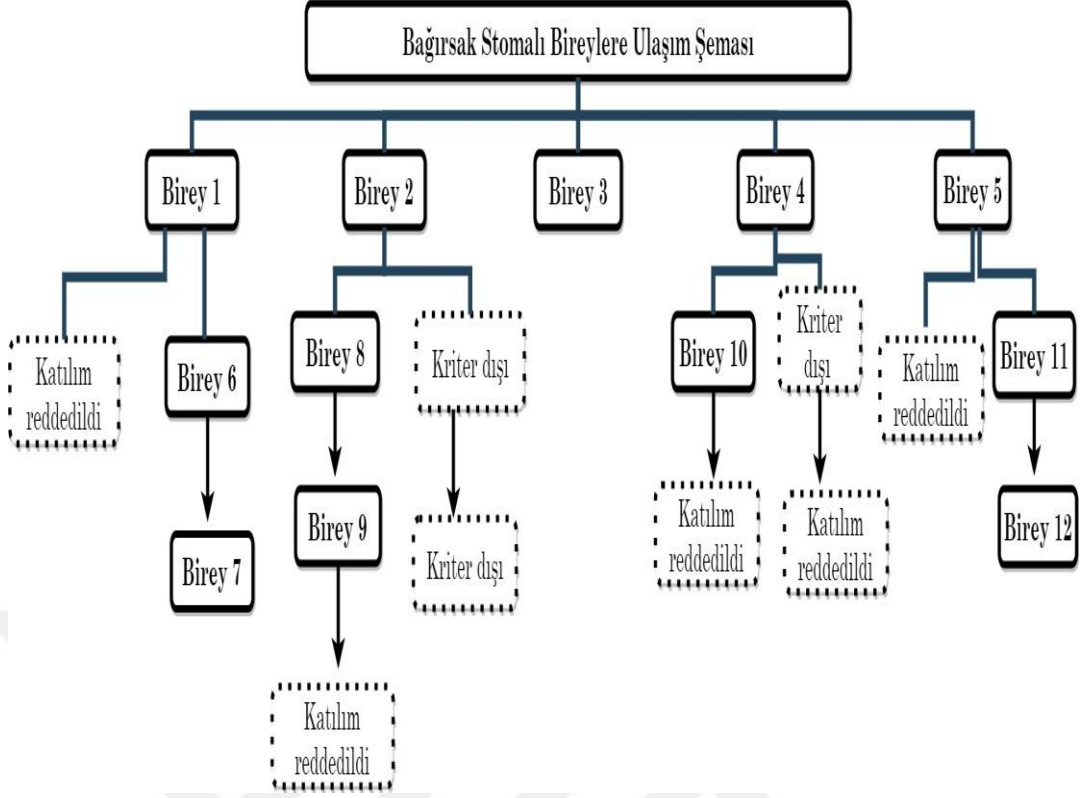 Bağırsak Stomalı Bireylere Ulaşım Şeması
Birey 1
Birey 2
Birey 3
Birey 4
Birey 5
Katılım
reddedildi
Birey 6
Birey 7
Birey 8
Kriter dışı
Birey 9
Kriter dışı
Katılım
reddedildi
Birey 10
Kriter
dışı
Katılım
reddedildi
Katılım
reddedildi
Katılım
reddedildi
Birey 11
Birey 12